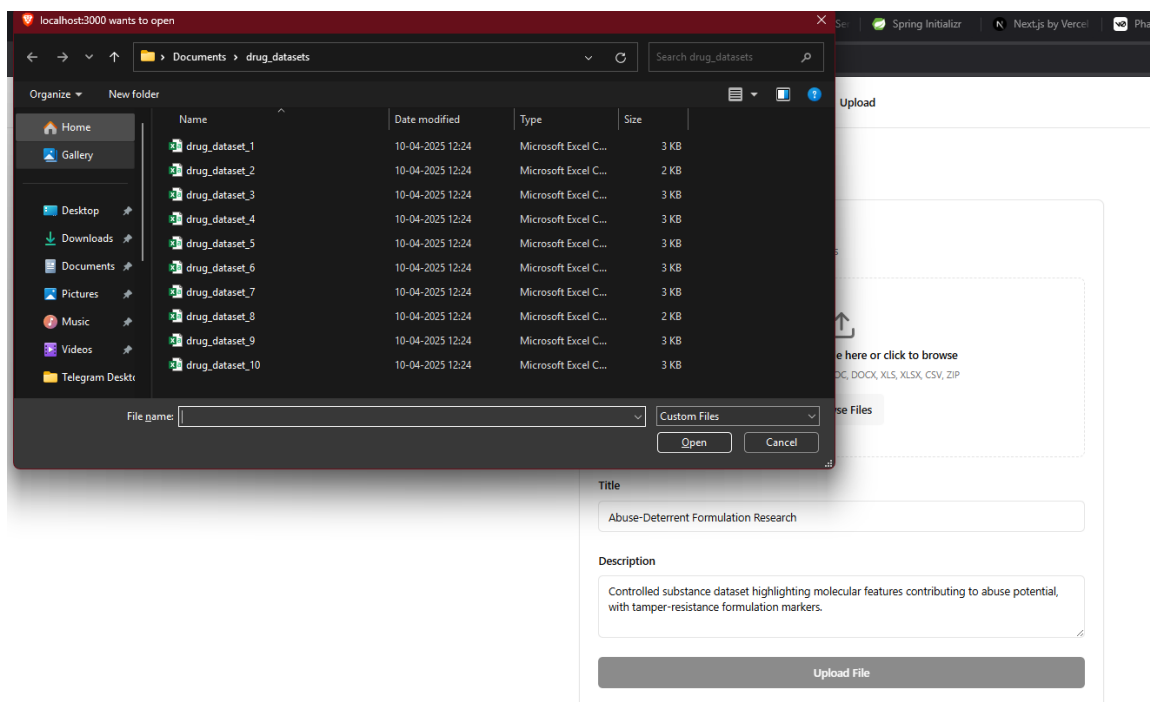 localhost:3000 wants to open
Spring Initializr
Next.js by Vercel
Documents > drug_datasets
Search drug_datasets
Organize
New folder
Upload
Name
Date modified
Type
Size
Home
Gallery
Desktop
Downloads
Documents
Pictures
Music
Videos
Telegram Deskt
drug_dataset_1 10-04-2025 12:24 Microsoft Excel C... 3 KB
drug_dataset_2 10-04-2025 12:24 Microsoft Excel C... 2 KB
drug_dataset_3 10-04-2025 12:24 Microsoft Excel C... 3 KB
drug_dataset_4 10-04-2025 12:24 Microsoft Excel C... 3 KB
drug_dataset_5 10-04-2025 12:24 Microsoft Excel C... 3 KB
drug_dataset_6 10-04-2025 12:24 Microsoft Excel C... 3 KB
drug_dataset_7 10-04-2025 12:24 Microsoft Excel C... 3 KB
drug_dataset_8 10-04-2025 12:24 Microsoft Excel C... 2 KB
drug_dataset_9 10-04-2025 12:24 Microsoft Excel C... 3 KB
drug_dataset_10 10-04-2025 12:24 Microsoft Excel C... 3 KB
File name:
Custom Files
Open
Cancel
e here or click to browse
OC, DOCX, XLS, XLSX, CSV, ZIP
se Files
Title
Abuse-Deterrent Formulation Research
Description
Controlled substance dataset highlighting molecular features contributing to abuse potential,
with tamper-resistance formulation markers.
Upload File